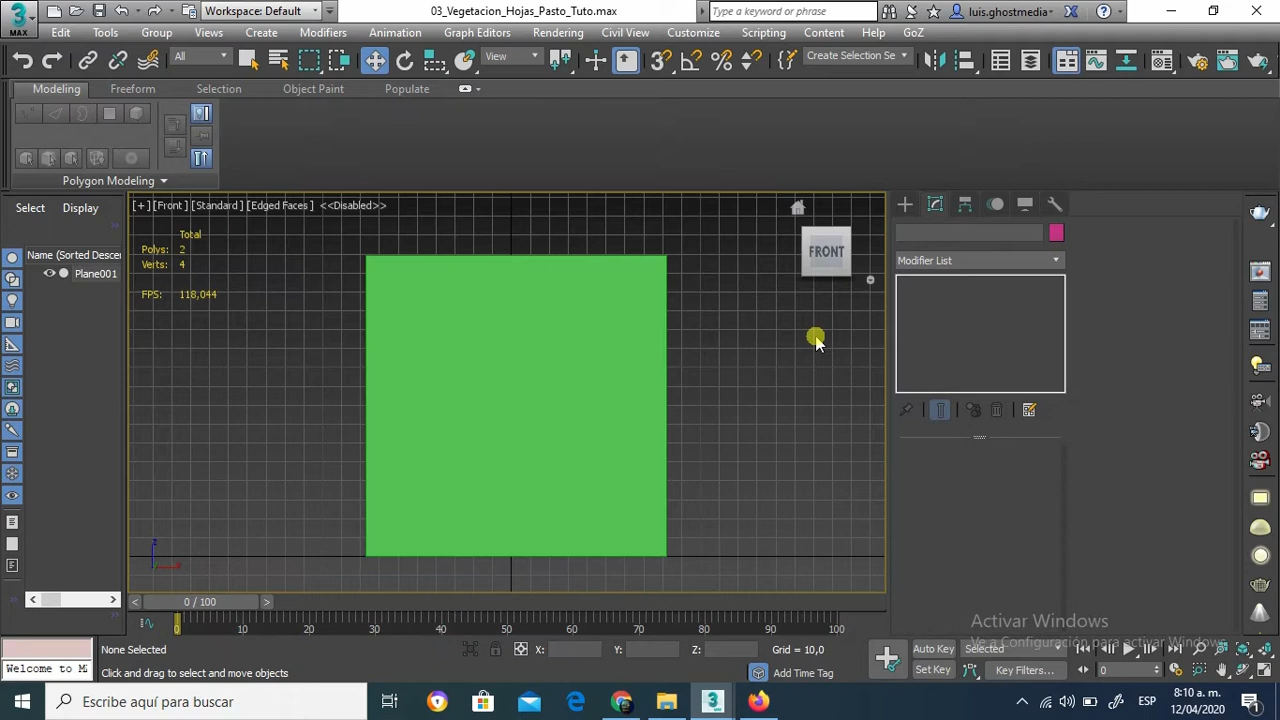 Workspace: Default
03_Vegetacion_Hojas_Pasto_Tuto.max
Type a keyword or phrase
luis.ghostmedia
3
MAX
Edit Tools Group Views Create Modifiers Animation Graph Editors Rendering Civil View Customize Scripting Content Help GoZ
All
View
Create Selection Se
Modeling Freeform Selection Object Paint Populate
Polygon Modeling
Select Display
Name (Sorted Descen
Plane001
[+] [Front] [Standard] [Edged Faces] <<Disabled>>
Total
Polys: 2
Verts: 4
FPS: 118,044
FRONT
Modifier List
z
x
0 / 100
0 10 20 30 40 50 60 70 80 90 100
None Selected
X: Y: Z: Grid = 10,0
Auto Key Selected
Welcome to M
Click and drag to select and move objects
Add Time Tag
Set Key Key Filters... 0
Activar Windows
Ve a Configuración para activar Windows.
Escribe aquí para buscar
ESP
8:10 a. m.
12/04/2020